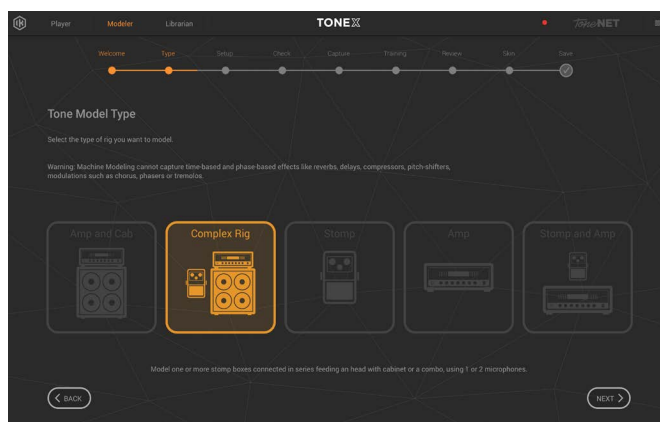 Player Modeler Librarian TONEX ToneNET
Welcome Type Setup Check Capture Training Review Skin Save
Tone Model Type
Select the type of rig you want to model.
Warning: Machine Modeling cannot capture time-based and phase-based effects like reverbs, delays, compressors, pitch-shifters,
modulations such as chorus, phasers or tremolos.
Amp and Cab Complex Rig Stomp Amp Stomp and Amp
Model one or more stomp boxes connected in series feeding an head with cabinet or a combo, using 1 or 2 microphones.
BACK NEXT